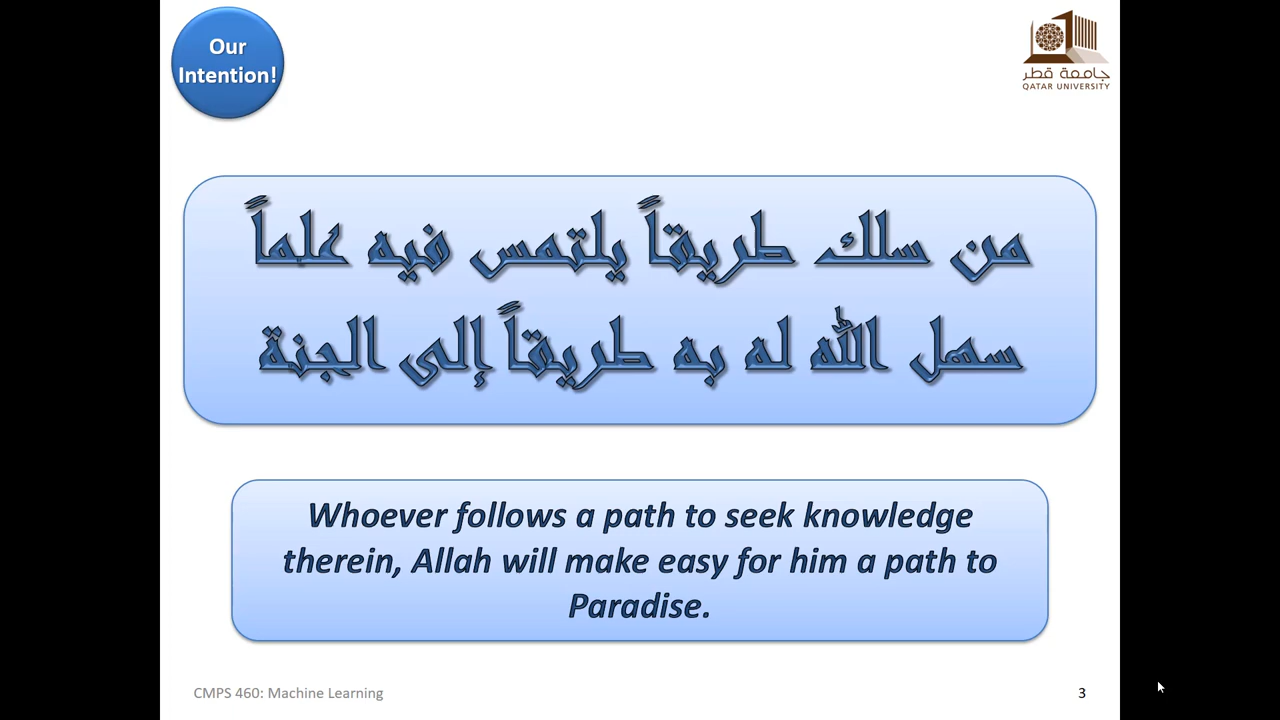 Our
Intention!
جامعة قطر
QATAR UNIVERSITY
من سلك طريقاً يلتمس فيه علماً
سهل الله له به طريقاً إلى الجنة
Whoever follows a path to seek knowledge
therein, Allah will make easy for him a path to
Paradise.
CMPS 460: Machine Learning
3